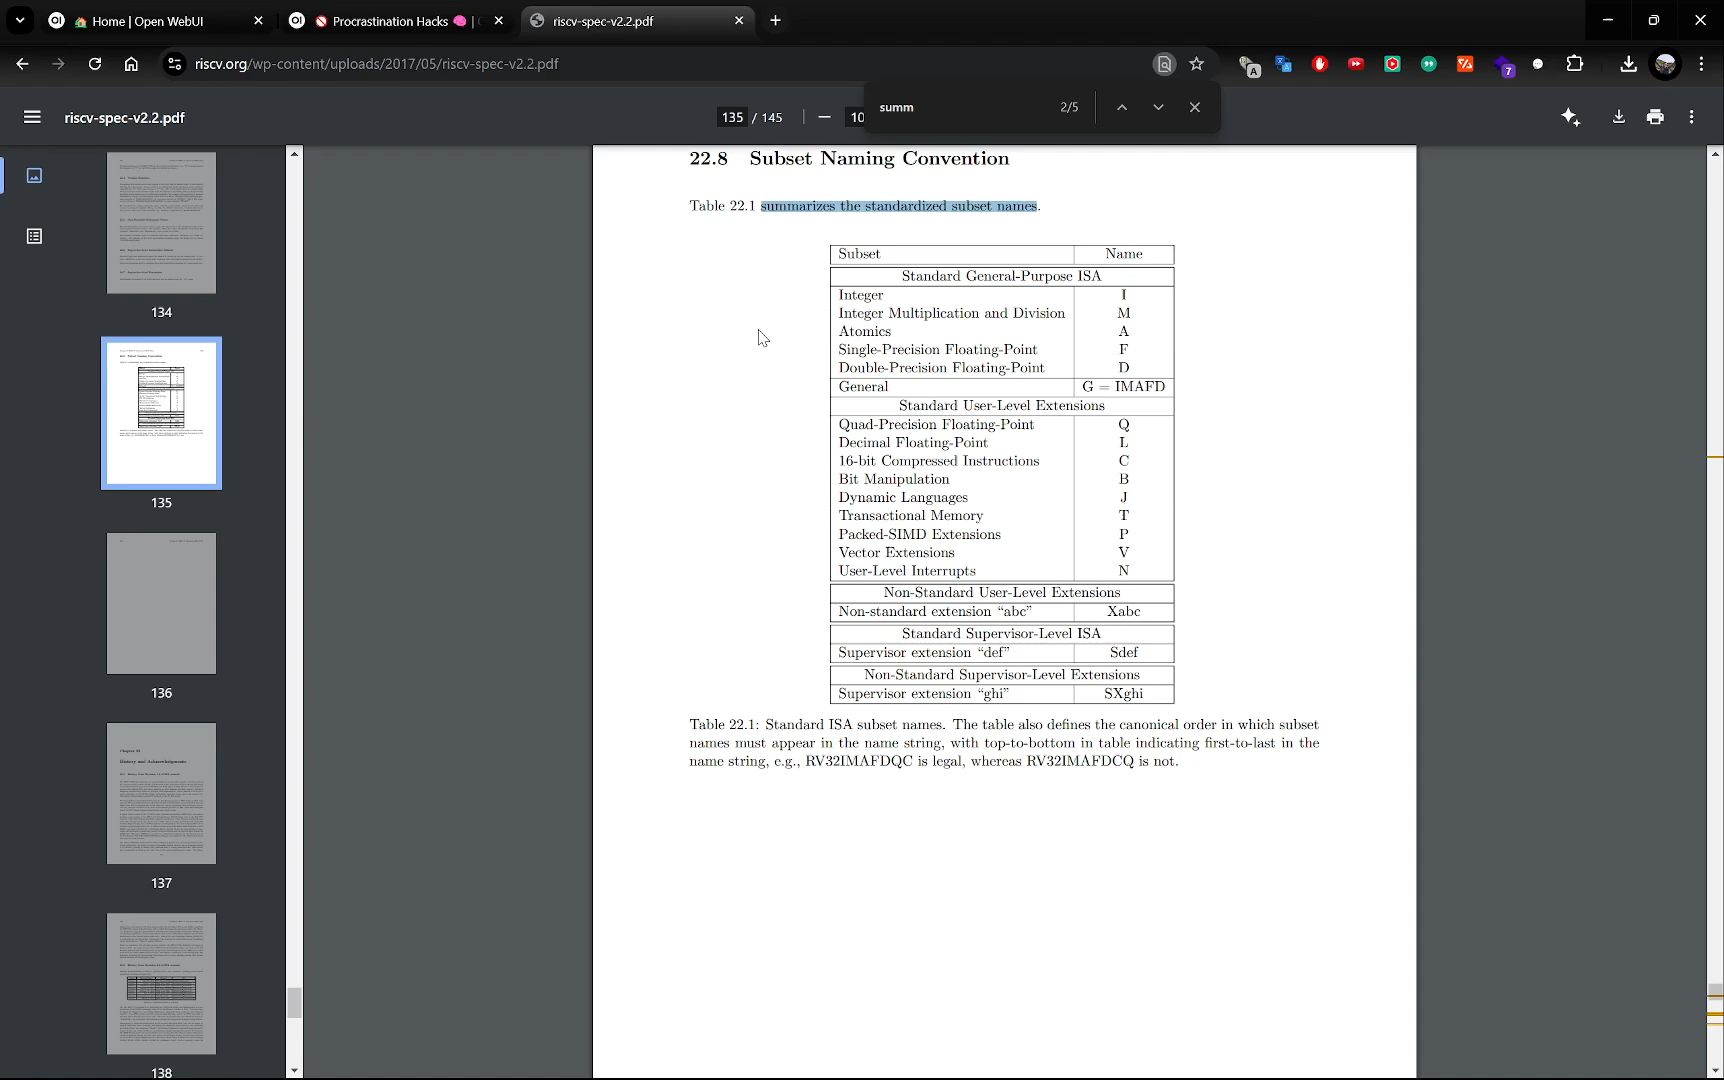 Home | Open WebUI
Procrastination Hacks
riscv-spec-v2.2.pdf
riscv.org/wp-content/uploads/2017/05/riscv-spec-v2.2.pdf
A
7
riscv-spec-v2.2.pdf
135 / 145
10
summ
2/5
134
135
136
137
138
22.8 Subset Naming Convention
Table 22.1 summarizes the standardized subset names.
Subset Name
Standard General-Purpose ISA
Integer I
Integer Multiplication and Division M
Atomics A
Single-Precision Floating-Point F
Double-Precision Floating-Point D
General G = IMAFD
Standard User-Level Extensions
Quad-Precision Floating-Point Q
Decimal Floating-Point L
16-bit Compressed Instructions C
Bit Manipulation B
Dynamic Languages J
Transactional Memory T
Packed-SIMD Extensions P
Vector Extensions V
User-Level Interrupts N
Non-Standard User-Level Extensions
Non-standard extension “abc” Xabc
Standard Supervisor-Level ISA
Supervisor extension “def” Sdef
Non-Standard Supervisor-Level Extensions
Supervisor extension “ghi” SXghi
Table 22.1: Standard ISA subset names. The table also defines the canonical order in which subset
names must appear in the name string, with top-to-bottom in table indicating first-to-last in the
name string, e.g., RV32IMAFDQC is legal, whereas RV32IMAFDCQ is not.